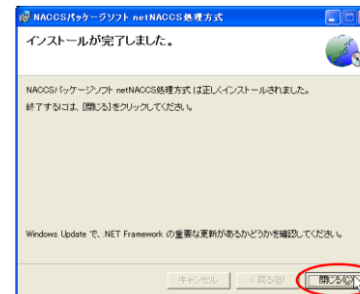 NACCSパッケージソフト netNACCS処理方式
インストールが完了しました。
NACCSパッケージソフト netNACCS処理方式 は正しくインストールされました。
終了するには、[閉じる]をクリックしてください。
Windows Update で、.NET Framework の重要な更新があるかどうかを確認してください。
キャンセル < 戻る(B) 閉じる(C)